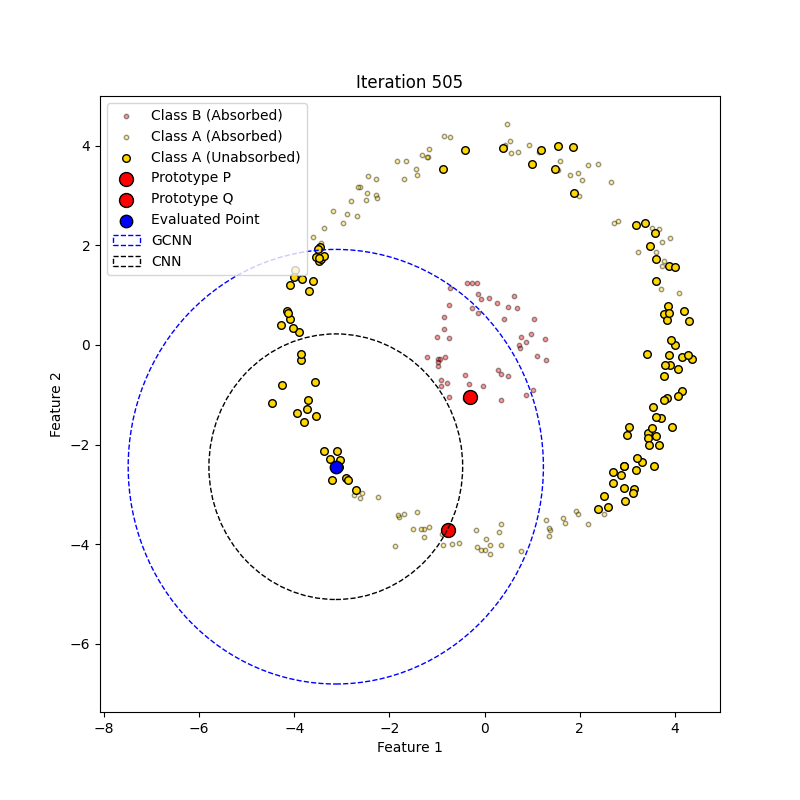 Iteration 505
Class B (Absorbed)
Class A (Absorbed)
Class A (Unabsorbed)
Prototype P
Prototype Q
Evaluated Point
GCNN
CNN
Feature 2
4
2
0
−2
−4
−6
−8 −6 −4 −2 0 2 4
Feature 1